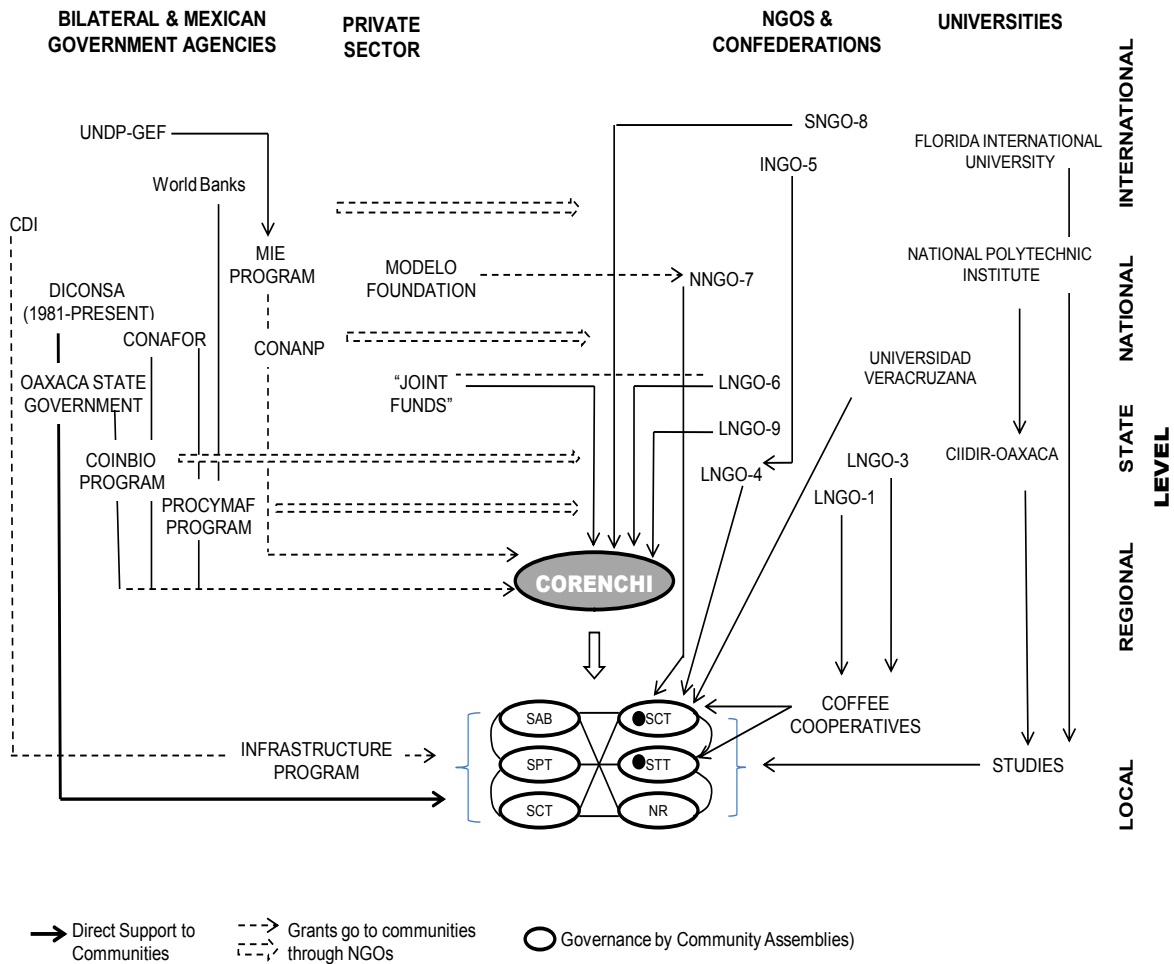 BILATERAL & MEXICAN
GOVERNMENT AGENCIES
PRIVATE
SECTOR
NGOS &
CONFEDERATIONS
UNIVERSITIES
INTERNATIONAL
NATIONAL
STATE
REGIONAL
LOCAL
LEVEL
UNDP-GEF
SNGO-8
FLORIDA INTERNATIONAL
UNIVERSITY
INGO-5
World Banks
CDI
MIE
PROGRAM
MODELO
FOUNDATION
NNGO-7
NATIONAL POLYTECHNIC
INSTITUTE
DICONSA
(1981-PRESENT)
CONAFOR
CONANP
UNIVERSIDAD
VERACRUZANA
OAXACA STATE
GOVERNMENT
“JOINT
FUNDS”
LNGO-6
LNGO-9
COINBIO
PROGRAM
LNGO-4
LNGO-3
CIIDIR-OAXACA
LNGO-1
PROCYMAF
PROGRAM
CORENCHI
SAB
SCT
COFFEE
COOPERATIVES
INFRASTRUCTURE
PROGRAM
SPT
STT
STUDIES
SCT
NR
Direct Support to
Communities
Grants go to communities
through NGOs
Governance by Community Assemblies)